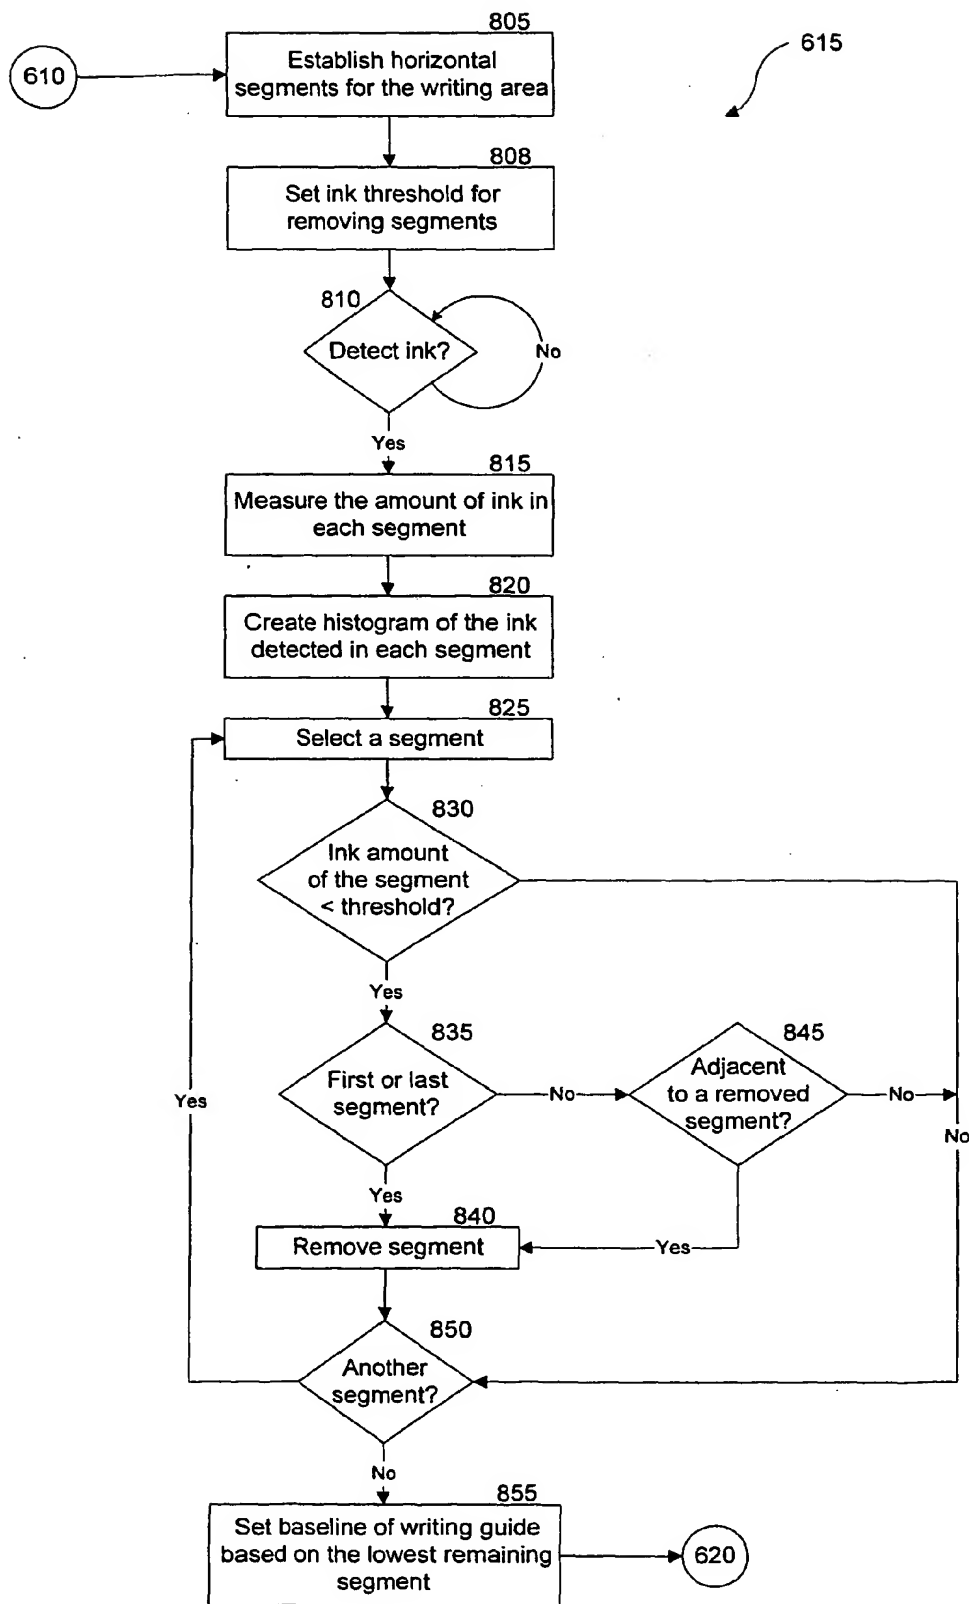 805
615
610
Establish horizontal
segments for the writing area
808
Set ink threshold for
removing segments
810
Detect ink?
No
Yes
815
Measure the amount of ink in
each segment
820
Create histogram of the ink
detected in each segment
825
Select a segment
830
Ink amount
of the segment
< threshold?
Yes
835
845
First or last
segment?
No
Adjacent
to a removed
segment?
No
Yes
No
Yes
840
Remove segment
Yes
850
Another
segment?
No
855
Set baseline of writing guide
based on the lowest remaining
segment
620